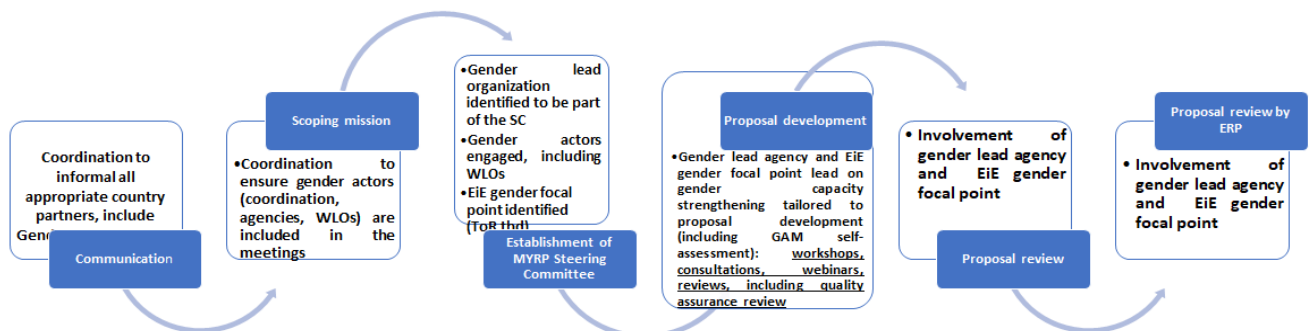 Coordination to
informal all
appropriate country
partners, include
Communication
Scoping mission
•Coordination to
ensure gender actors
(coordination,
agencies, WLOs) are
included in the
meetings
•Gender lead
organization
identified to be part
of the SC
•Gender actors
engaged, including
WLOs
•EiE gender focal
point identified
(ToR tbd)
Establishment of
MYRP Steering
Committee
Proposal development
•Gender lead agency and EiE
gender focal point lead on
gender capacity
strengthening tailored to
proposal development
(including GAM self-
assessment): workshops,
consultations, webinars,
reviews, including quality
assurance review
• Involvement of
gender lead agency
and EiE gender
focal point
Proposal review
Proposal review by
ERP
• Involvement of
gender lead agency
and EiE gender
focal point